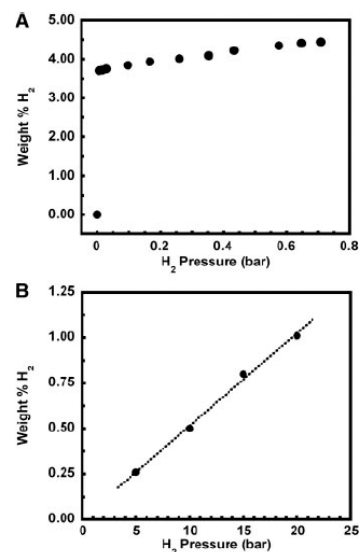 A
5.00
4.00
3.00
2.00
1.00
0.00
Weight % H₂
0 0.2 0.4 0.6 0.8
H₂ Pressure (bar)
B
1.25
1.00
0.75
0.50
0.25
0.00
Weight % H₂
0 5 10 15 20 25
H₂ Pressure (bar)